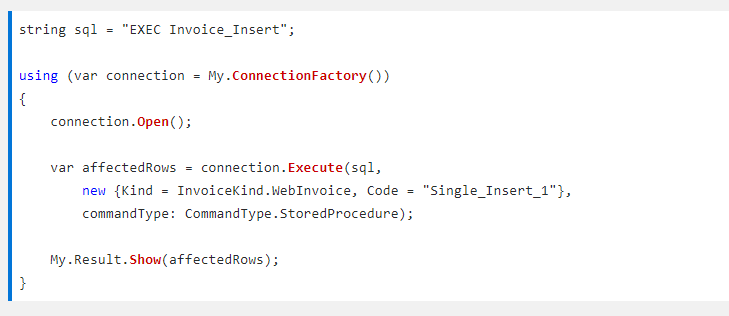 string sql = "EXEC Invoice_Insert";
using (var connection = My.ConnectionFactory())
{
connection.Open();
var affectedRows = connection.Execute(sql,
new {Kind = InvoiceKind.WebInvoice, Code = "Single_Insert_1"},
commandType: CommandType.StoredProcedure);
My.Result.Show(affectedRows);
}